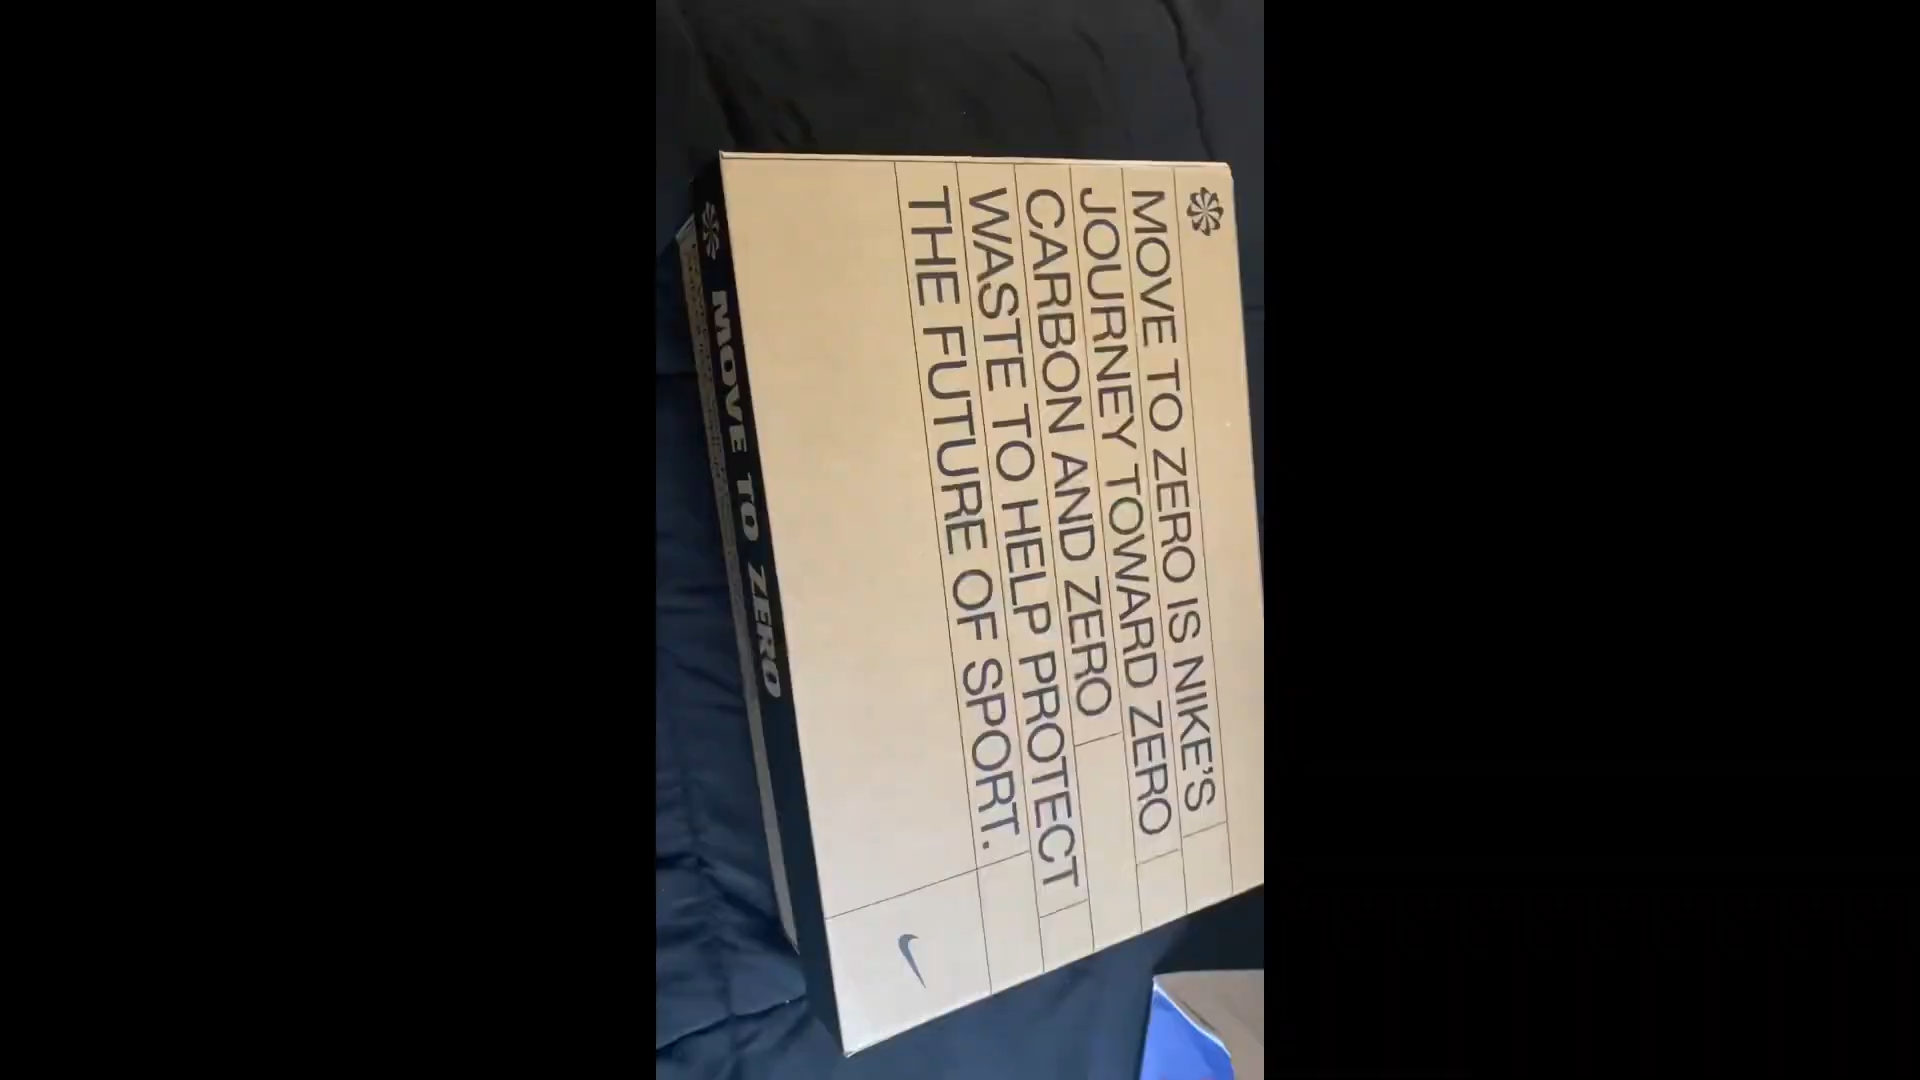 MOVE TO ZERO IS NIKE'S
JOURNEY TOWARD ZERO
CARBON AND ZERO
WASTE TO HELP PROTECT
THE FUTURE OF SPORT.
MOVE TO ZERO